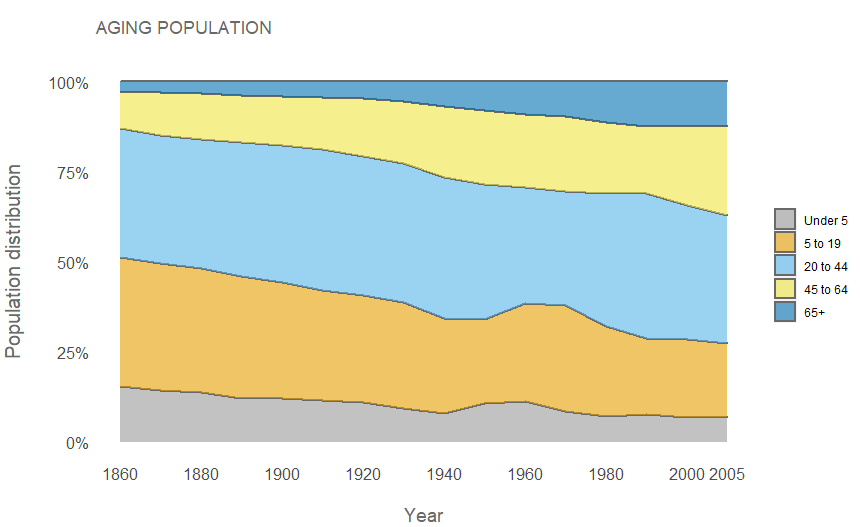 AGING POPULATION
Population distribution
100%
75%
50%
25%
0%
1860 1880 1900 1920 1940 1960 1980 2000 2005
Year
Under 5
5 to 19
20 to 44
45 to 64
65+